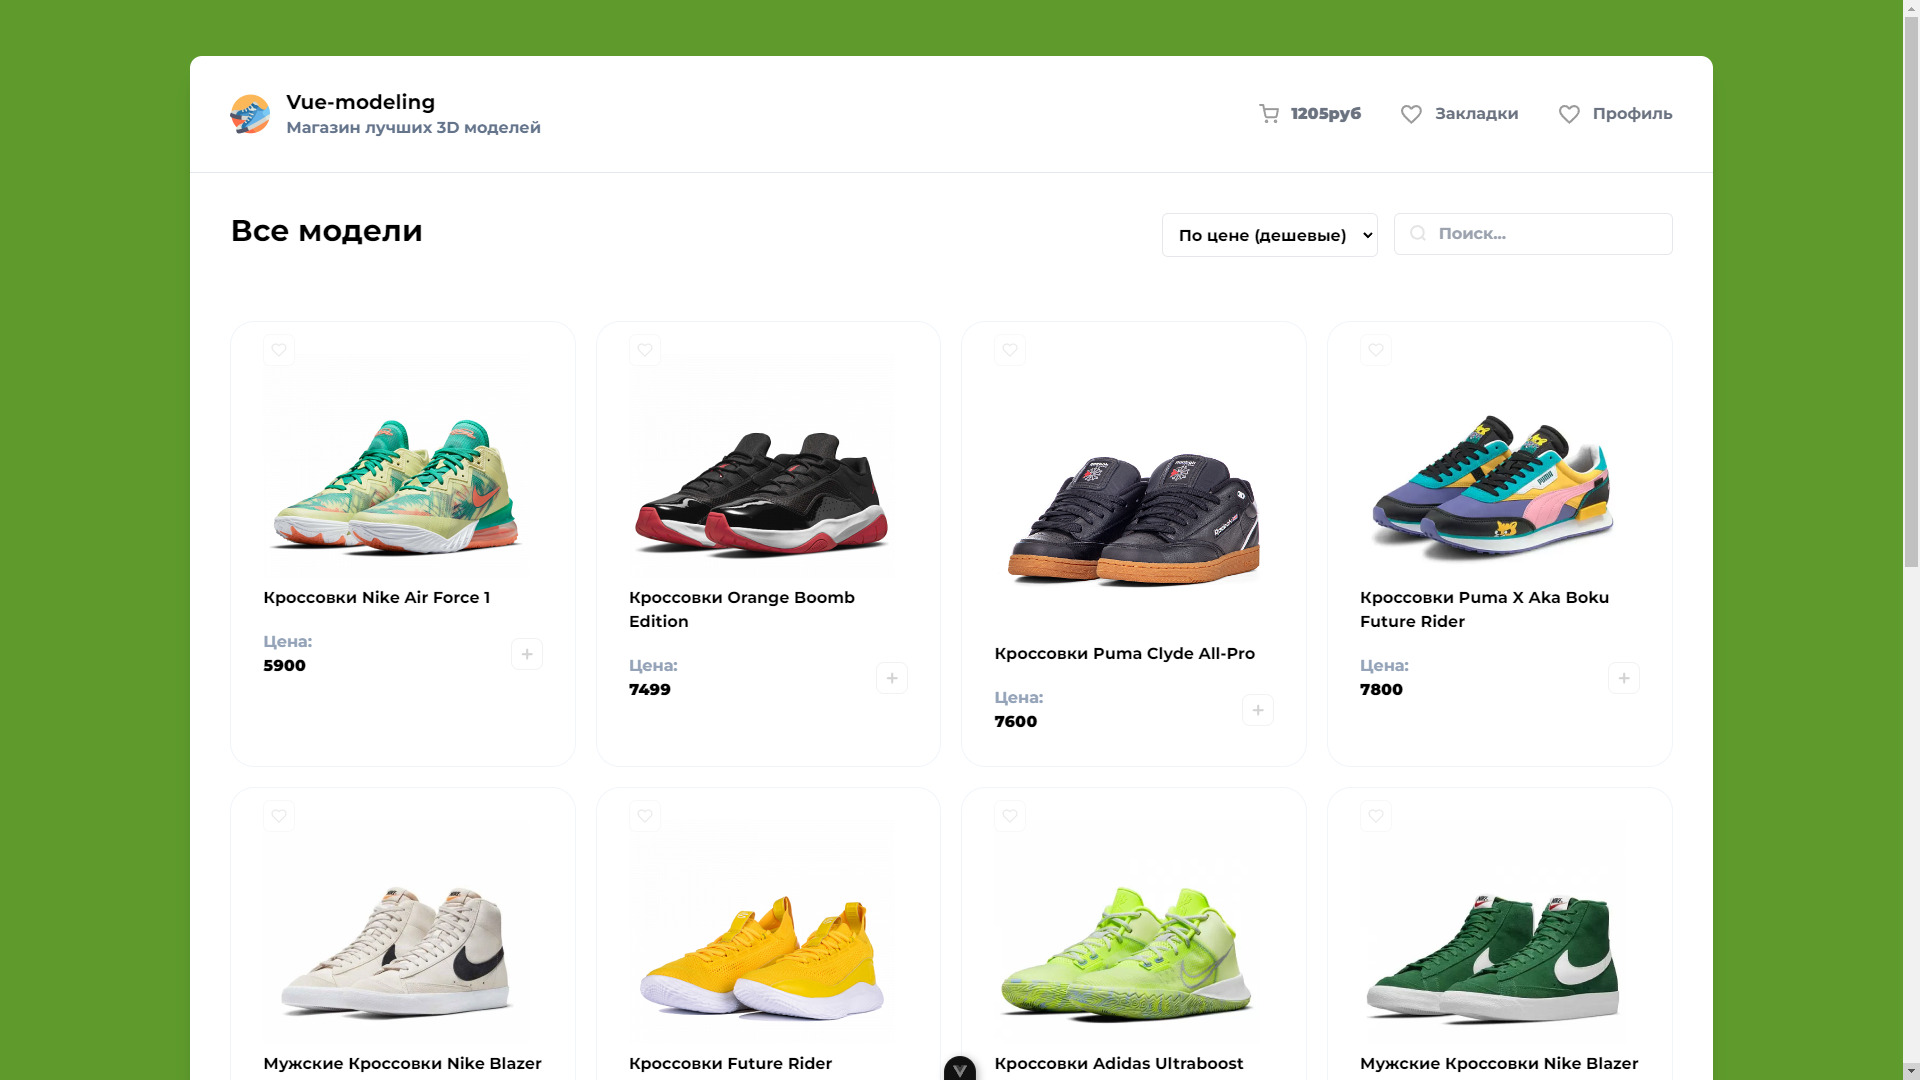 Vue-modeling
Магазин лучших 3D моделей
1205руб
Закладки
Профиль
Все модели
По цене (дешевые)
Поиск...
Кроссовки Nike Air Force 1
Цена:
5900
Кроссовки Orange Boomb
Edition
Цена:
7499
Кроссовки Puma Clyde All-Pro
Цена:
7600
Кроссовки Puma X Aka Boku
Future Rider
Цена:
7800
Мужские Кроссовки Nike Blazer
Кроссовки Future Rider
Кроссовки Adidas Ultraboost
Мужские Кроссовки Nike Blazer